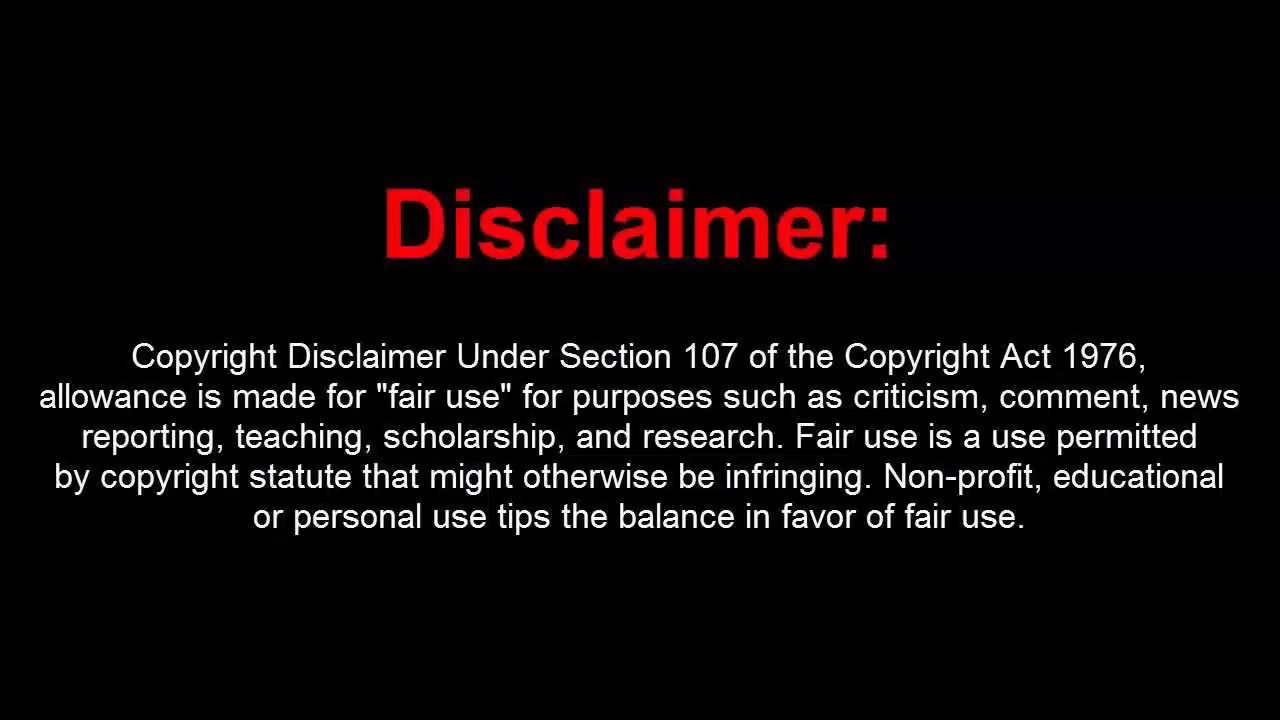 Disclaimer:
Copyright Disclaimer Under Section 107 of the Copyright Act 1976,
allowance is made for "fair use" for purposes such as criticism, comment, news
reporting, teaching, scholarship, and research. Fair use is a use permitted
by copyright statute that might otherwise be infringing. Non-profit, educational
or personal use tips the balance in favor of fair use.